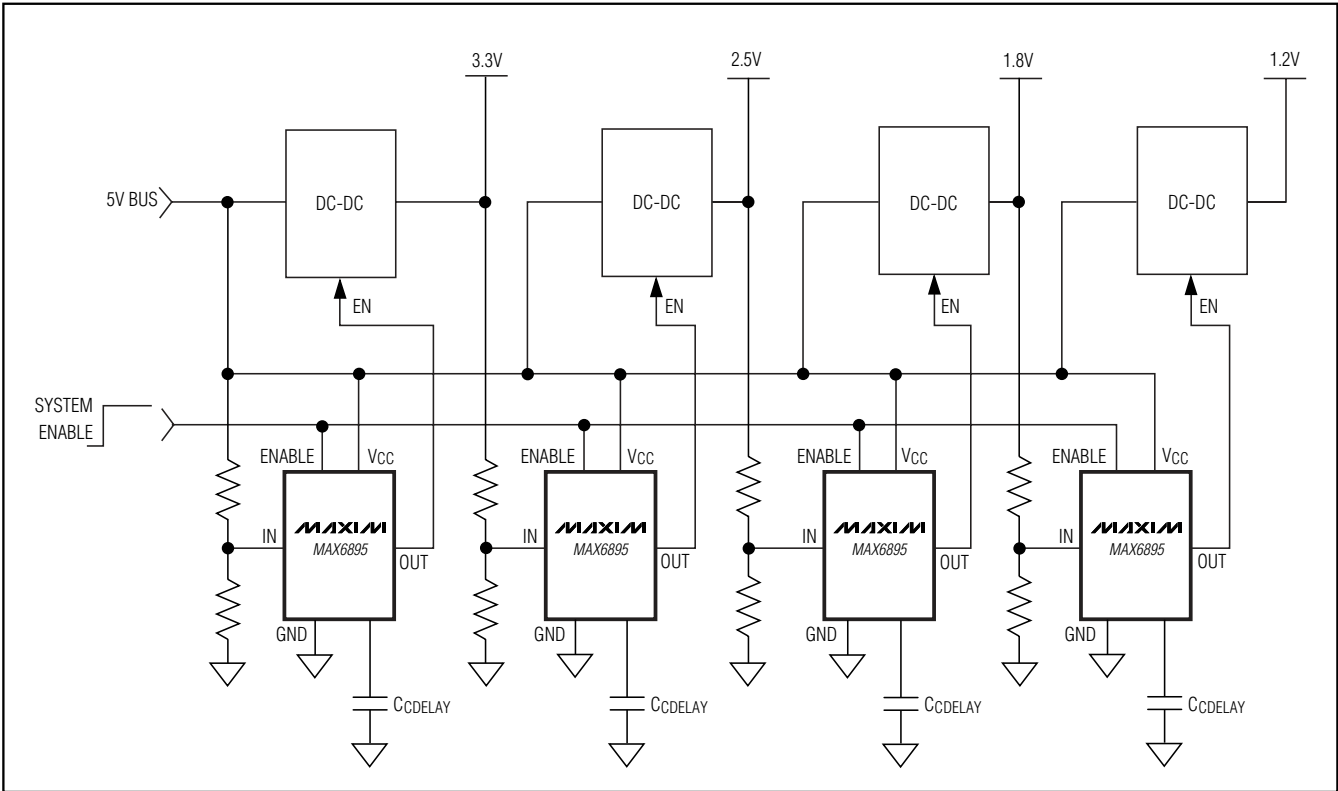 3.3V
2.5V
1.8V
1.2V
5V BUS
DC-DC
DC-DC
DC-DC
DC-DC
EN
EN
EN
EN
SYSTEM
ENABLE
ENABLE
VCC
ENABLE
VCC
ENABLE
VCC
ENABLE
VCC
IN
MAXIM
MAX6895
OUT
IN
MAXIM
MAX6895
OUT
IN
MAXIM
MAX6895
OUT
IN
MAXIM
MAX6895
OUT
GND
GND
GND
GND
CCDELAY
CCDELAY
CCDELAY
CCDELAY